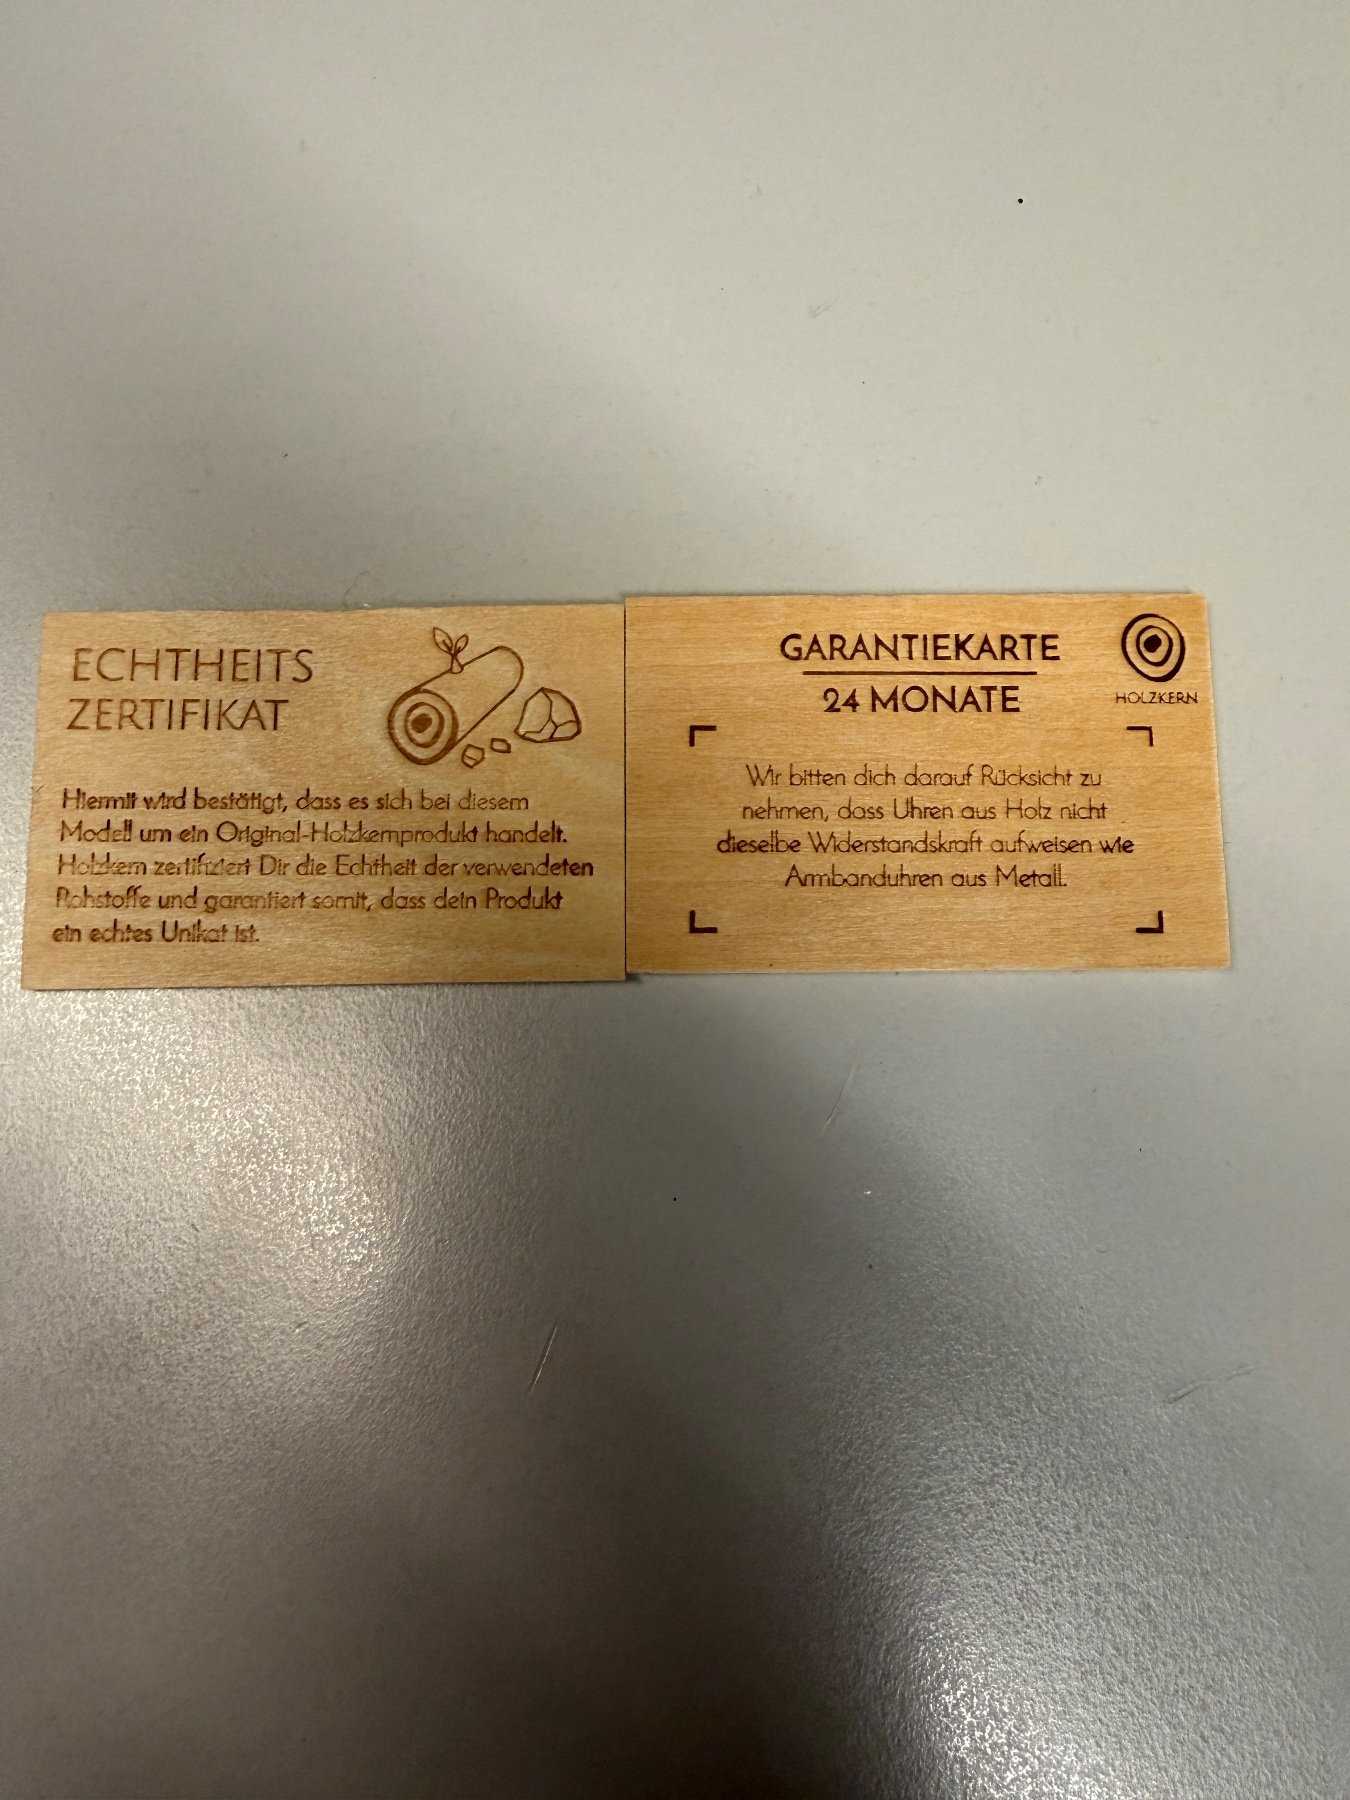 ECHTHEITS
ZERTIFIKAT
Hiermit wird bestätigt, dass es sich bei diesem
Modell um ein Original-Holzkernprodukt handelt.
Holzkern zertifiziert Dir die Echtheit der verwendeten
Rohstoffe und garantiert somit, dass dein Produkt
ein echtes Unikat ist.
GARANTIEKARTE
24 MONATE
HOLZKERN
Wir bitten dich darauf Rücksicht zu
nehmen, dass Uhren aus Holz nicht
dieselbe Widerstandskraft aufweisen wie
Armbanduhren aus Metall.